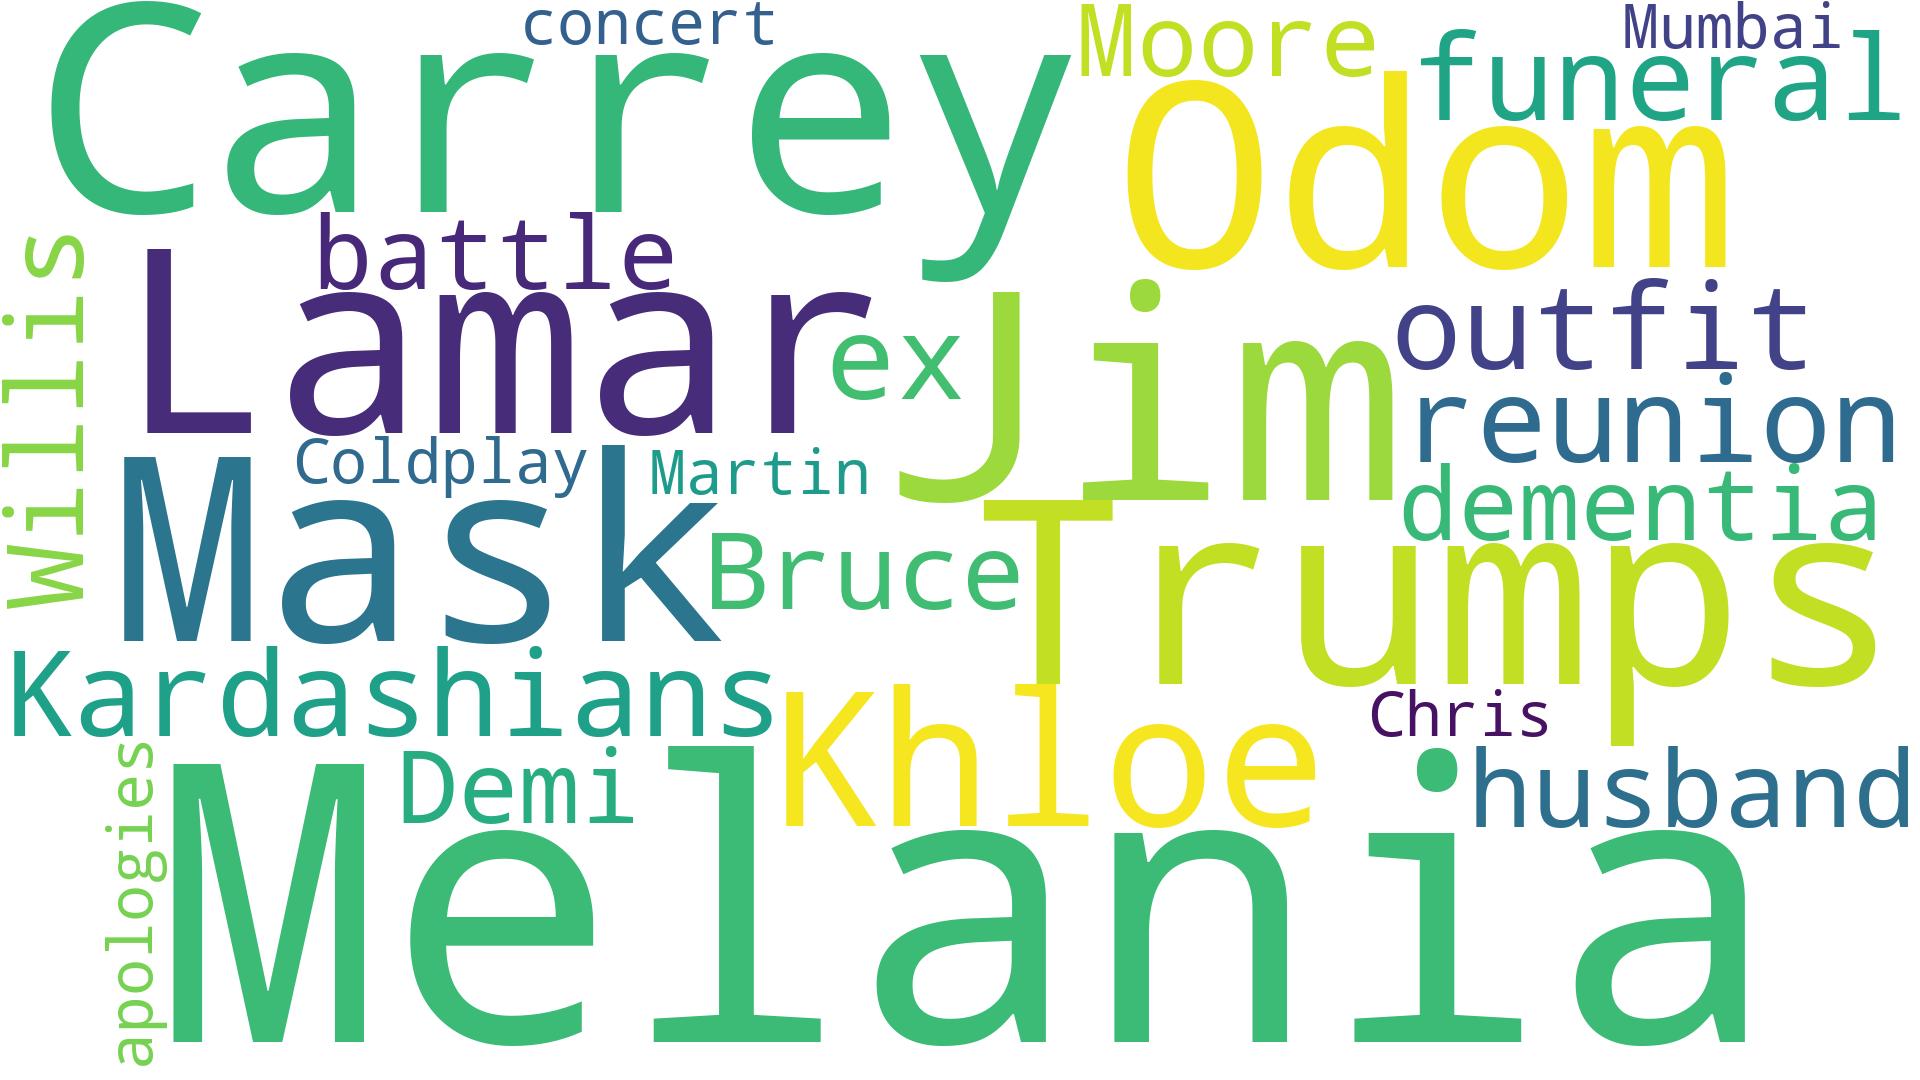 concert
Moore
Mumbai
Carrey
funeral
Odom
battle
Willis
Lamar
Jim
outfit
ex
reunion
Coldplay
Martin
dementia
Mask
Bruce
Trumps
Kardashians
Khloe
Chris
Demi
husband
apologies
Melania